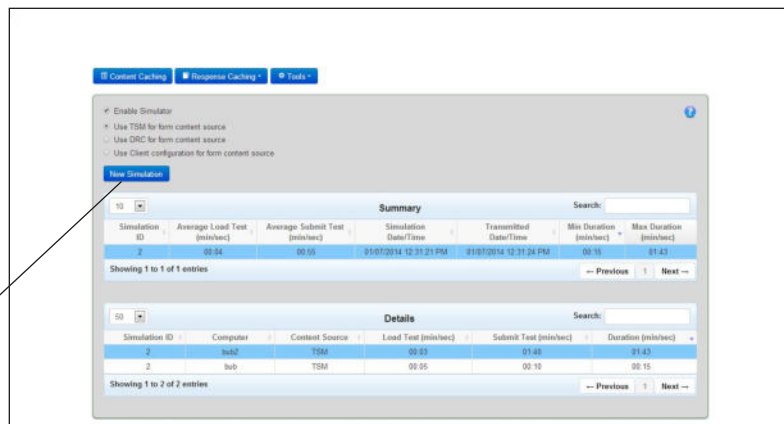 Content Caching Response Caching Tools
Enable Simulator
Use TSM for form content source
Use DRC for form content source
Use Client configuration for form content source
New Simulation
10 Summary Search:
Simulation ID Average Load Test (min/sec) Average Submit Test (min/sec) Simulation Date/Time Transmitted Date/Time Min Duration (min/sec) Max Duration (min/sec)
2 00:04 00:55 01/07/2014 12:31:21 PM 01/07/2014 12:31:24 PM 00:15 01:43
Showing 1 to 1 of 1 entries ← Previous 1 Next →
50 Details Search:
Simulation ID Computer Content Source Load Test (min/sec) Submit Test (min/sec) Duration (min/sec)
2 bub2 TSM 00:03 01:40 01:43
2 bub TSM 00:05 00:10 00:15
Showing 1 to 2 of 2 entries ← Previous 1 Next →